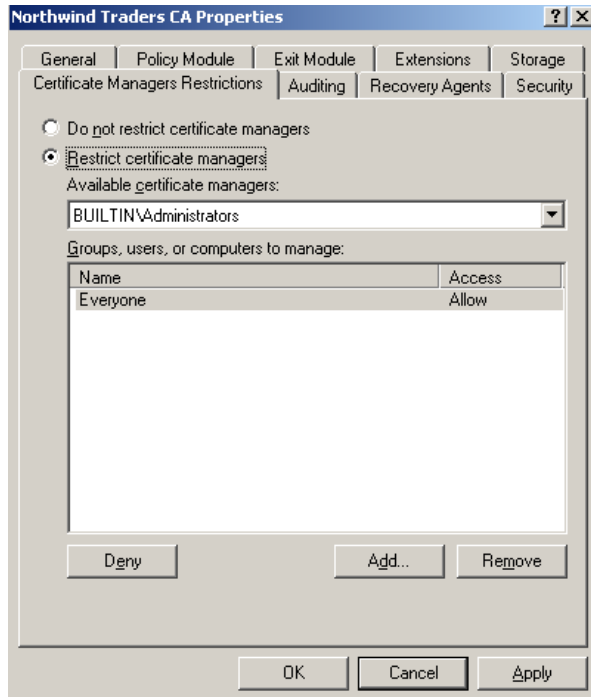 Northwind Traders CA Properties
General Policy Module Exit Module Extensions Storage
Certificate Managers Restrictions Auditing Recovery Agents Security
Do not restrict certificate managers
Restrict certificate managers
Available certificate managers:
BUILTIN\Administrators
Groups, users, or computers to manage:
Name Access
Everyone Allow
Deny Add... Remove
OK Cancel Apply